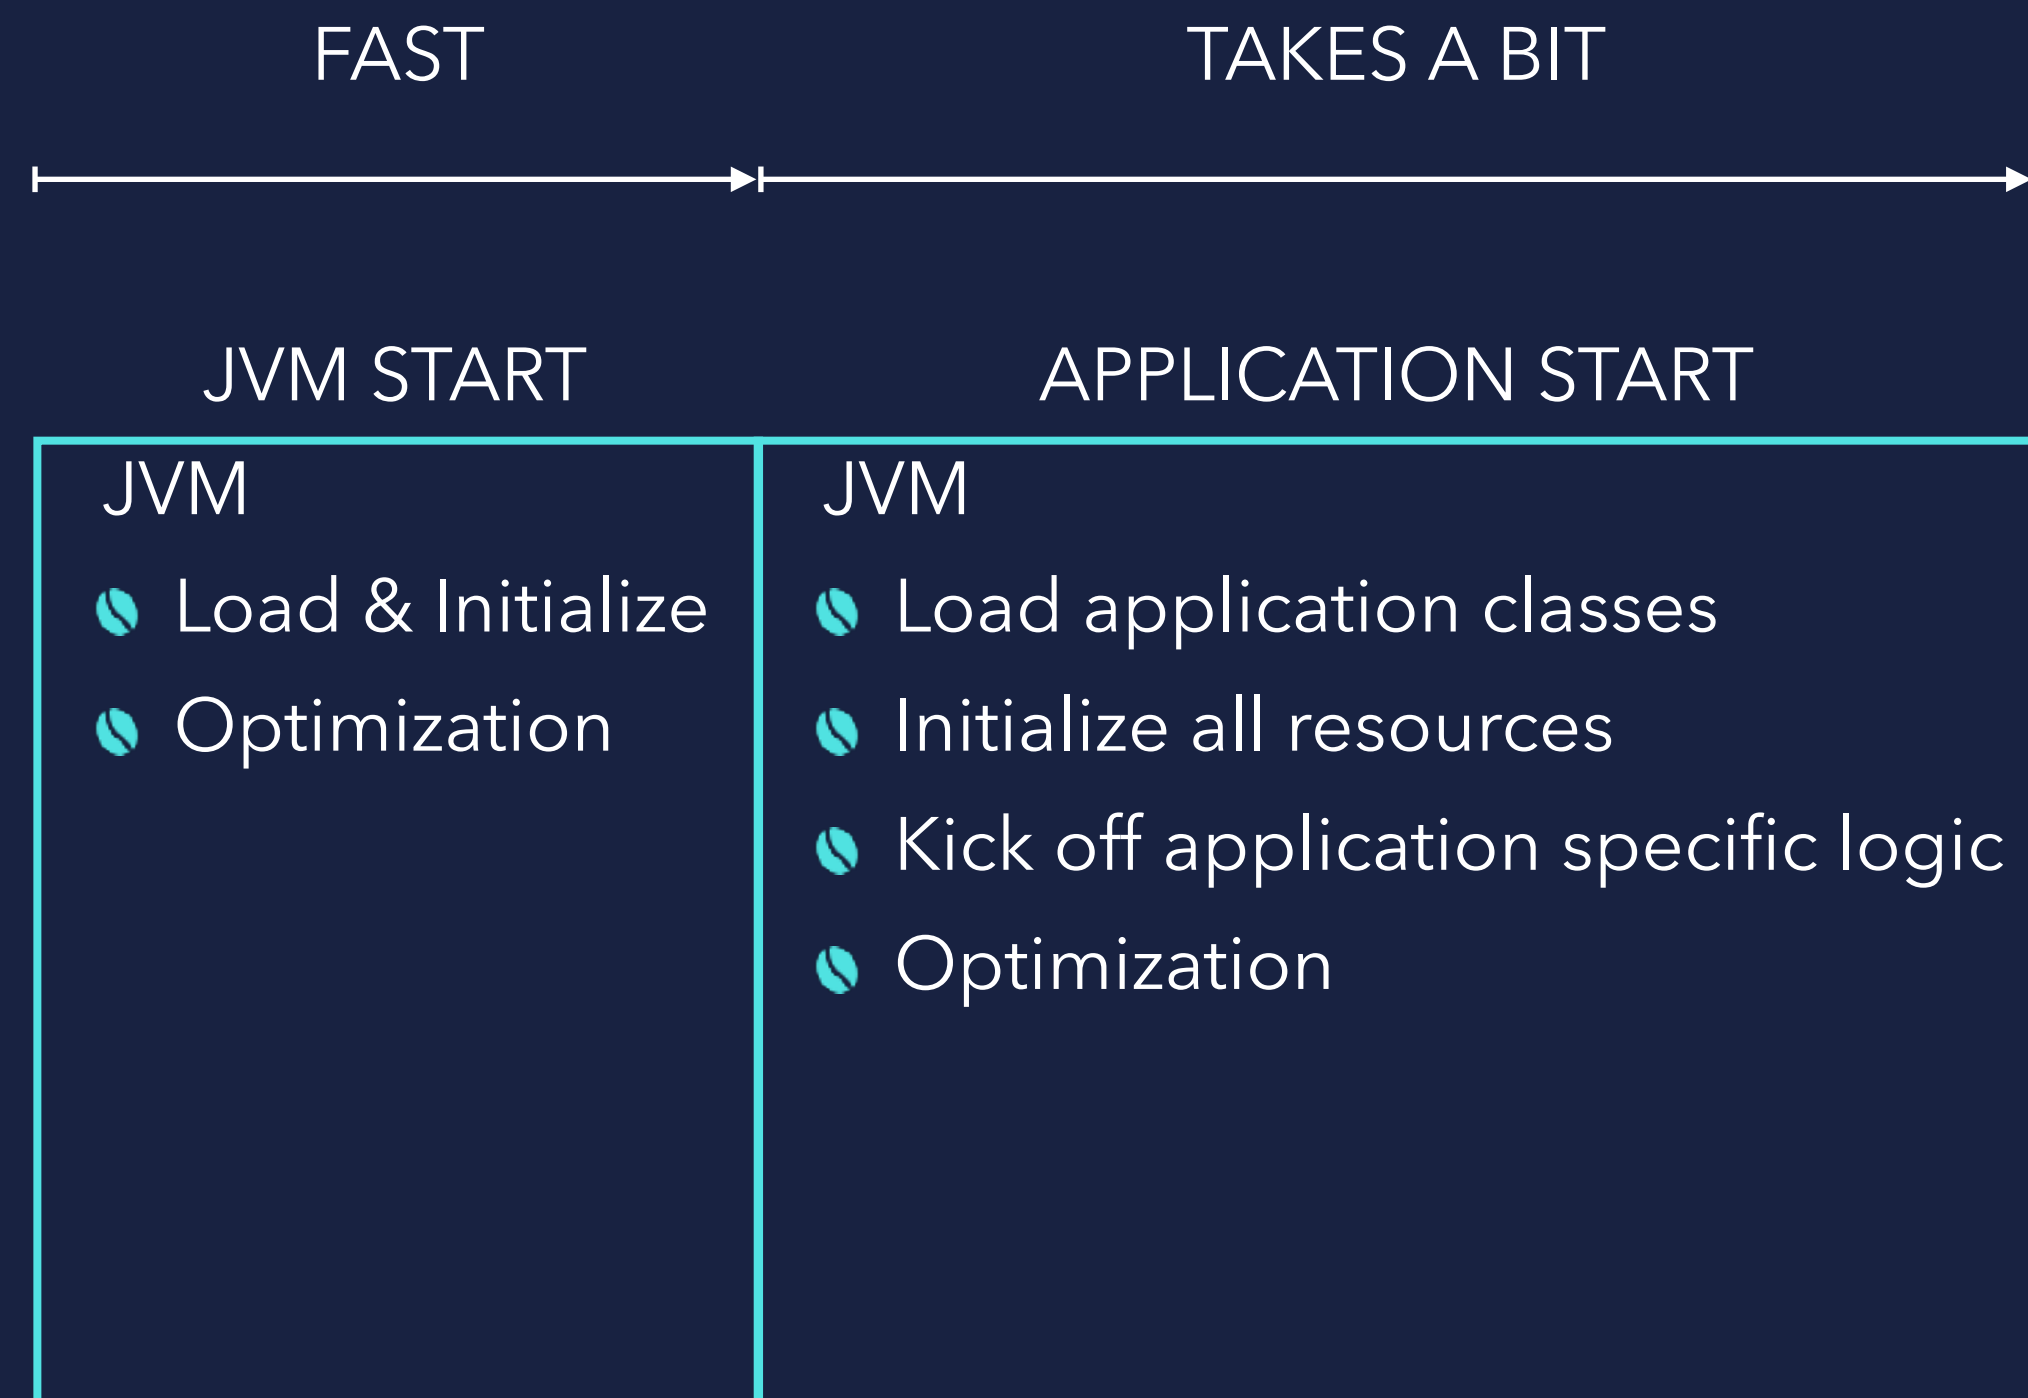 FAST
TAKES A BIT
JVM START
APPLICATION START
JVM
Load & Initialize
Optimization
JVM
Load application classes
Initialize all resources
Kick off application specific logic
Optimization